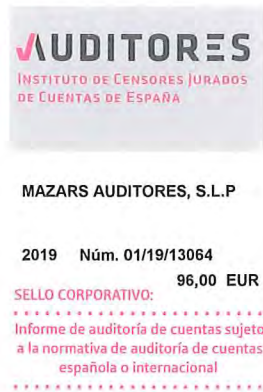 AUDITORES
INSTITUTO DE CENSORES JURADOS
DE CUENTAS DE ESPAÑA
MAZARS AUDITORES, S.L.P
2019 Núm. 01/19/13064
96,00 EUR
SELLO CORPORATIVO:
Informe de auditoría de cuentas sujeto
a la normativa de auditoría de cuentas
española o internacional